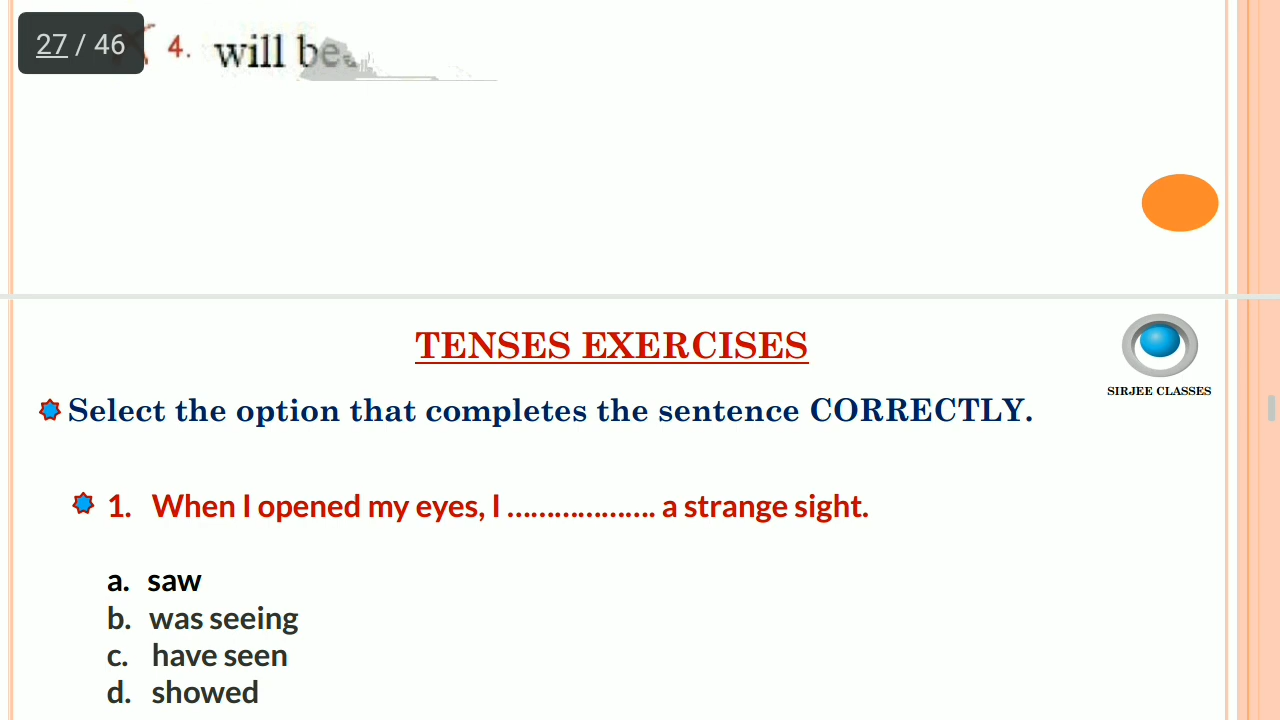 27 / 46
4. will be
TENSES EXERCISES
SIRJEE CLASSES
Select the option that completes the sentence CORRECTLY.
1. When I opened my eyes, I ………………. a strange sight.
a. saw
b. was seeing
c. have seen
d. showed